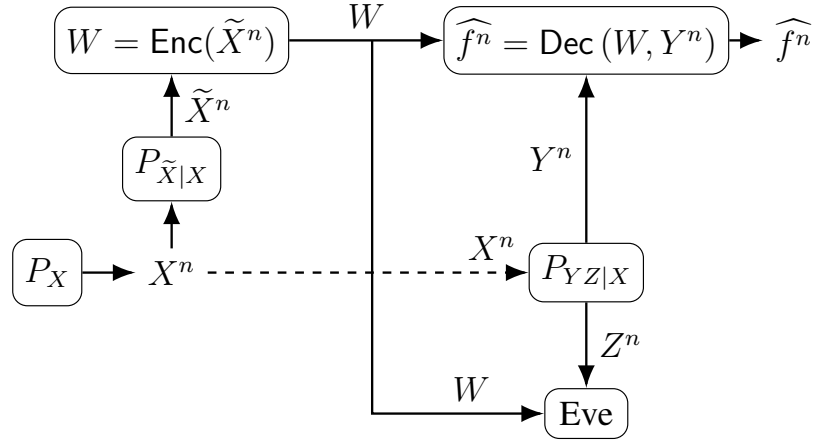 W
W = Enc(X̃ⁿ)
f̂ⁿ = Dec (W, Yⁿ)
f̂ⁿ
X̃ⁿ
P_{X̃|X}
Yⁿ
P_X
Xⁿ
Xⁿ
P_{YZ|X}
Zⁿ
W
Eve